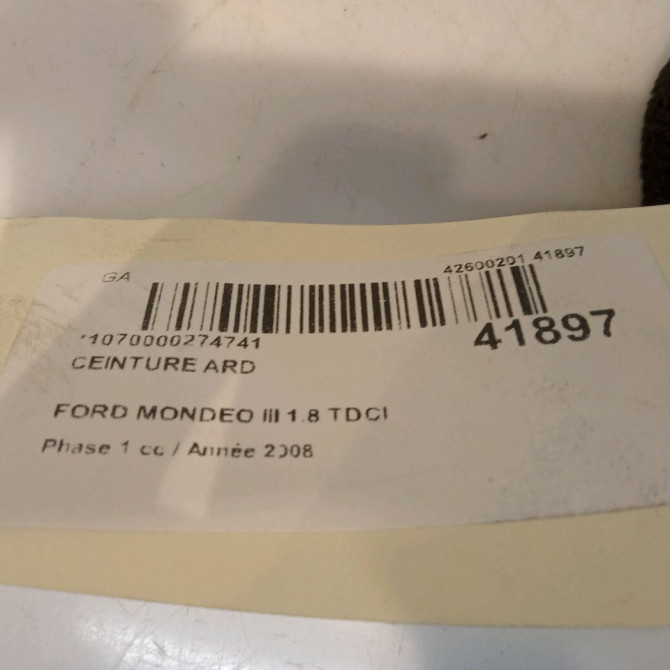 GA
42600201 41897
*1070000274741
41897
CEINTURE ARD
FORD MONDEO III 1.8 TDCI
Phase 1 cc / Année 2008